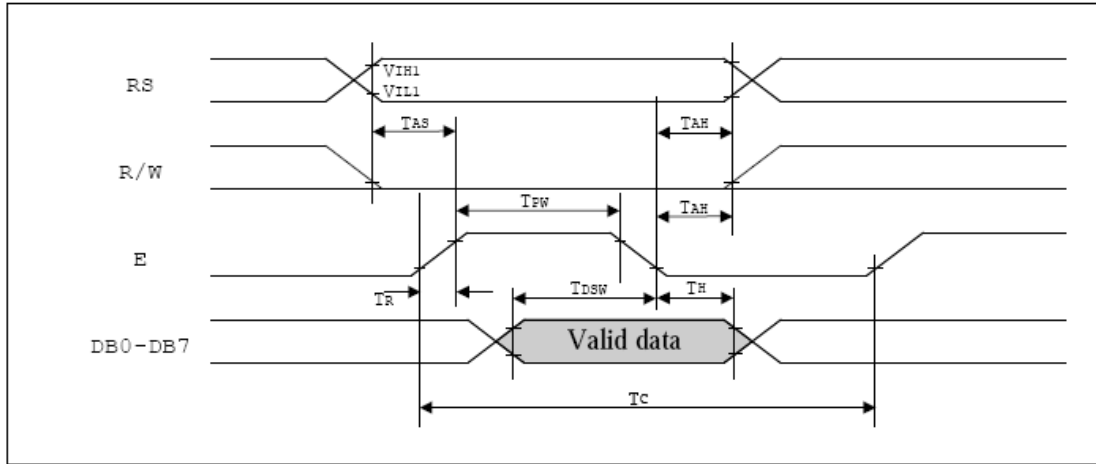 RS
VIH1
VIL1
TAS
TAH
R/W
TPW
TAH
E
TR
TDSW
TH
DB0-DB7
Valid data
TC